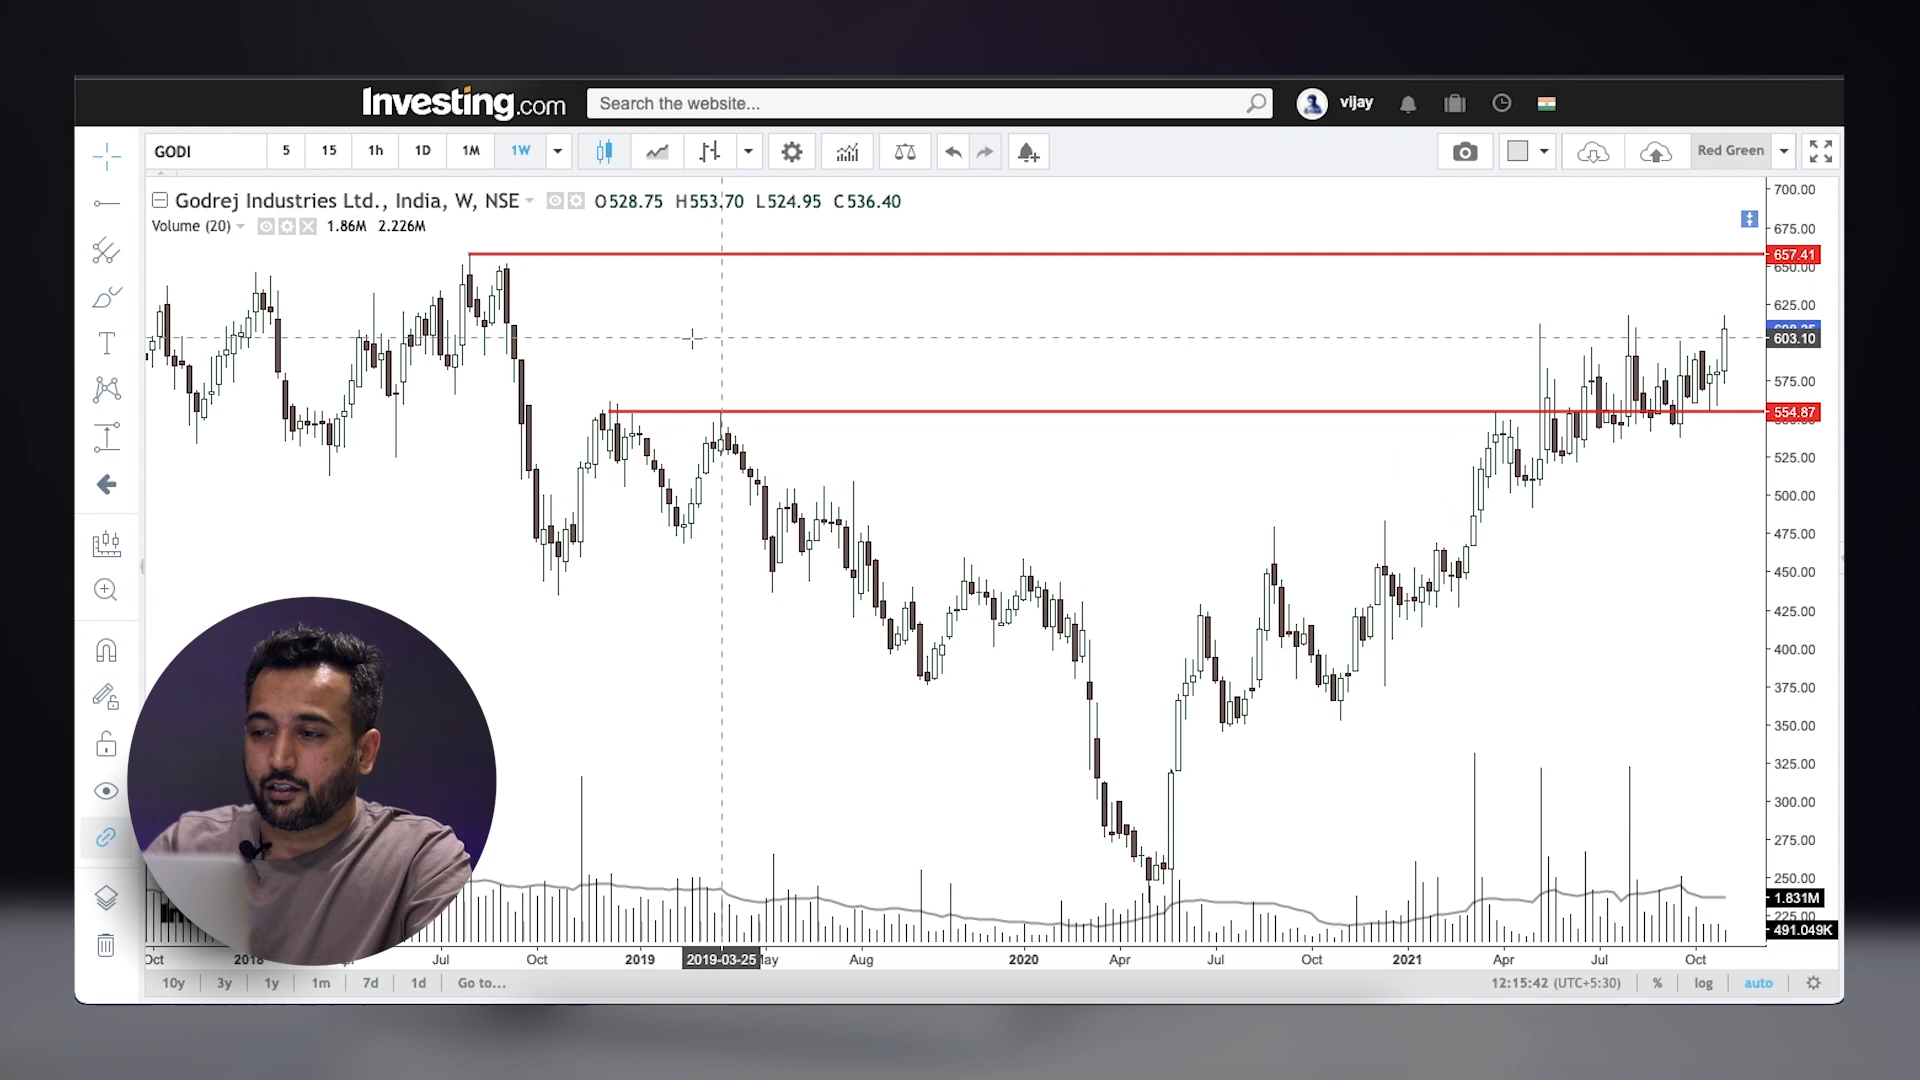 Investing.com
Search the website...
vijay
GODI
5
15
1h
1D
1M
1W
Red Green
Godrej Industries Ltd., India, W, NSE
O528.75 H553.70 L524.95 C536.40
Volume (20)
1.86M 2.226M
700.00
675.00
657.41
650.00
625.00
603.10
575.00
554.87
525.00
500.00
475.00
450.00
425.00
400.00
375.00
350.00
325.00
300.00
275.00
250.00
1.831M
225.00
491.049K
Oct
2018
Jul
Oct
2019
2019-03-25
May
Aug
2020
Apr
Jul
Oct
2021
Apr
Jul
Oct
10y
3y
1y
1m
7d
1d
Go to...
12:15:42 (UTC+5:30)
%
log
auto